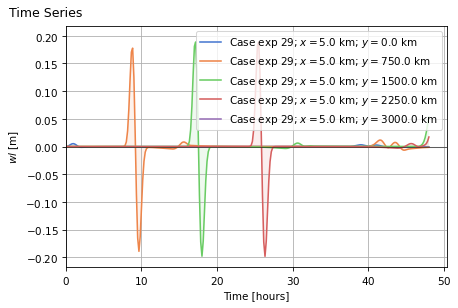 Time Series
Case exp 29; x = 5.0 km; y = 0.0 km
Case exp 29; x = 5.0 km; y = 750.0 km
Case exp 29; x = 5.0 km; y = 1500.0 km
Case exp 29; x = 5.0 km; y = 2250.0 km
Case exp 29; x = 5.0 km; y = 3000.0 km
0.20
0.15
0.10
0.05
0.00
−0.05
−0.10
−0.15
−0.20
wl [m]
0 10 20 30 40 50
Time [hours]